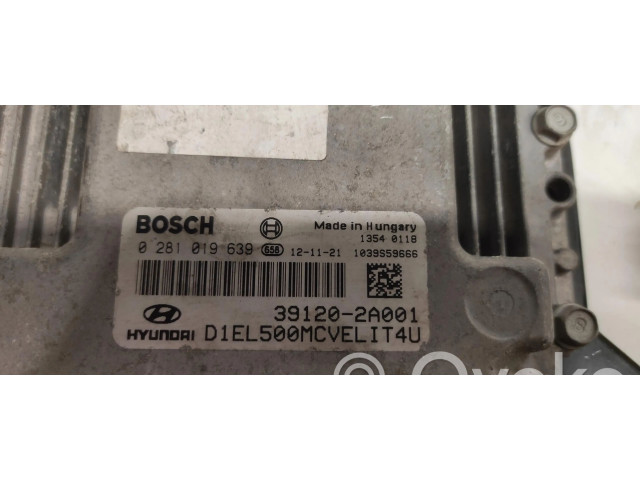 BOSCH
Made in Hungary
1354 0118
0 281 019 639 656 12-11-21 1039S59666
39120-2A001
HYUNDAI D1EL500MCVELIT4U